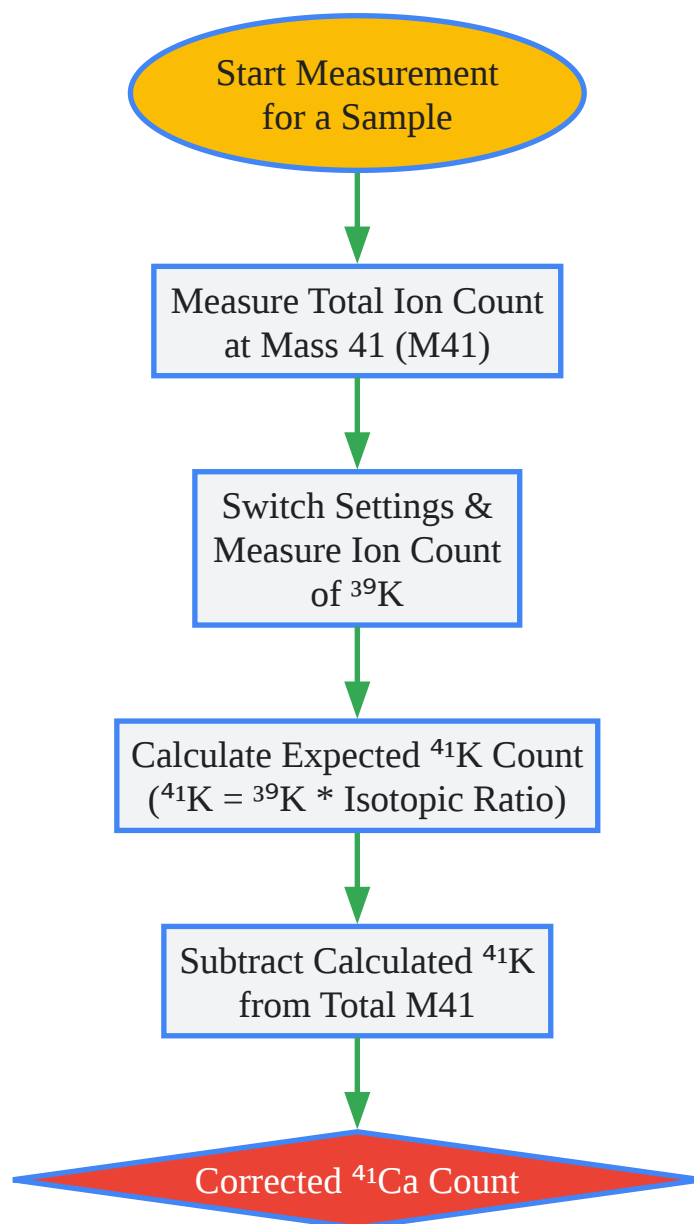 Start Measurement
for a Sample
Measure Total Ion Count
at Mass 41 (M41)
Switch Settings &
Measure Ion Count
of ³⁹K
Calculate Expected ⁴¹K Count
(⁴¹K = ³⁹K * Isotopic Ratio)
Subtract Calculated ⁴¹K
from Total M41
Corrected ⁴¹Ca Count